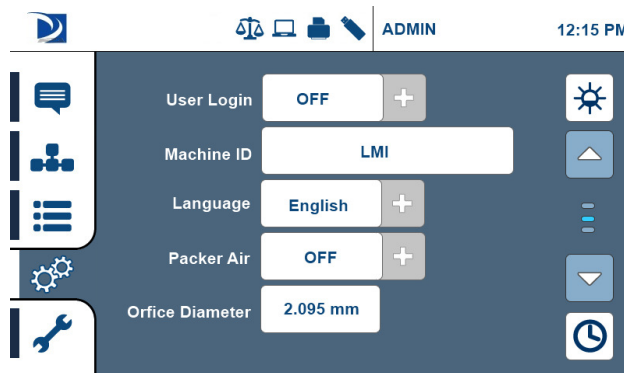 ADMIN
12:15 PM
User Login OFF
Machine ID LMI
Language English
Packer Air OFF
Orfice Diameter 2.095 mm